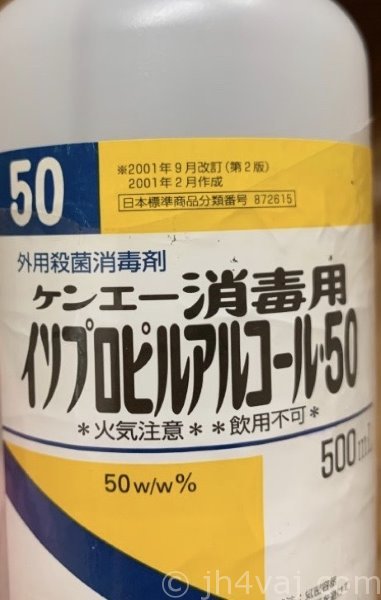 50
※2001年9月改訂(第2版)
2001年2月作成
日本標準商品分類番号 872615
外用殺菌消毒剤
ケンエー消毒用
イソプロピルアルコール・50
*火気注意**飲用不可*
500mL
50w/w%
© jh4vaj.com